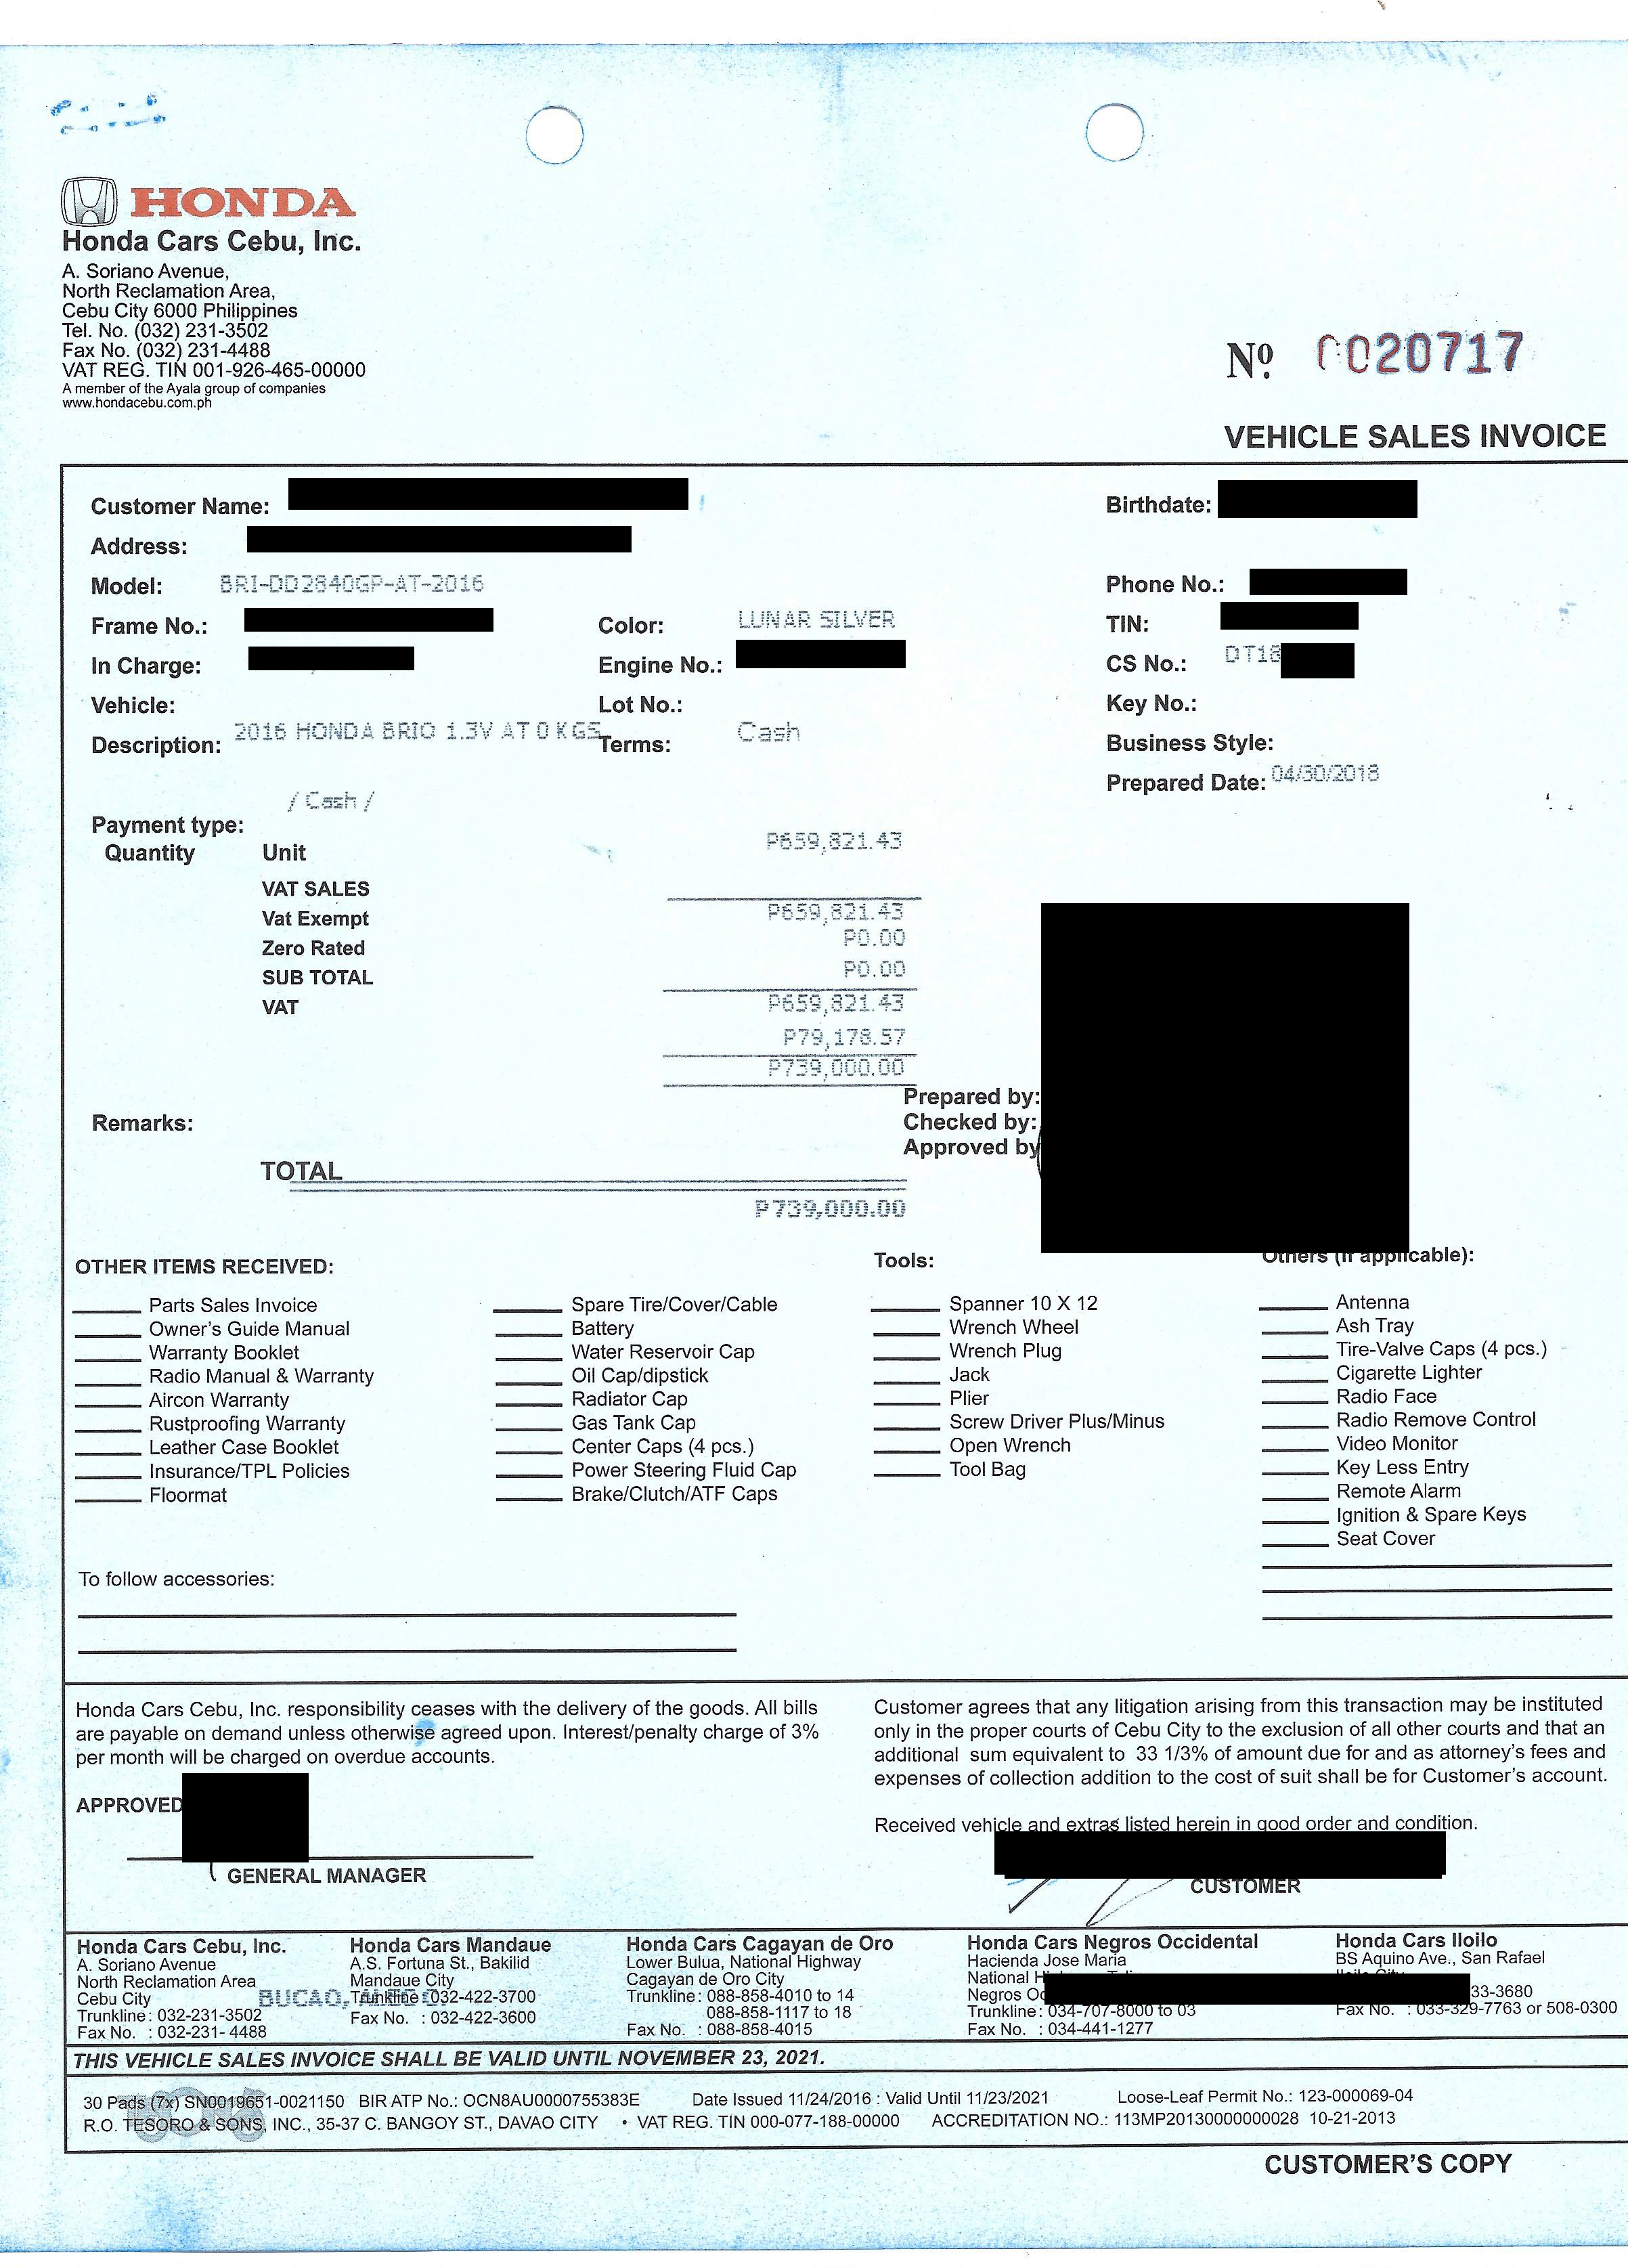 HONDA
Honda Cars Cebu, Inc.
A. Soriano Avenue,
North Reclamation Area,
Cebu City 6000 Philippines
Tel. No. (032) 231-3502
Fax No. (032) 231-4488
VAT REG. TIN 001-926-465-00000
A member of the Ayala group of companies
www.hondacebu.com.ph
Nº 0020717
VEHICLE SALES INVOICE
Customer Name: Birthdate:
Address:
Model: BRI-DD2840GP-AT-2016 Phone No.:
Frame No.: Color: LUNAR SILVER TIN:
In Charge: Engine No.: CS No.: DT18
Vehicle: Lot No.: Key No.:
Description: 2016 HONDA BRIO 1.3V AT 0 KGS Terms: Cash Business Style:
Prepared Date: 04/30/2018
/ Cash /
Payment type:
Quantity Unit P659,821.43
VAT SALES
Vat Exempt P659,821.43
Zero Rated P0.00
SUB TOTAL P0.00
VAT P659,821.43
P79,178.57
P739,000.00
Prepared by:
Remarks: Checked by:
Approved by
TOTAL
P739,000.00
OTHER ITEMS RECEIVED: Tools: Others (if applicable):
Parts Sales Invoice Spare Tire/Cover/Cable Spanner 10 X 12 Antenna
Owner's Guide Manual Battery Wrench Wheel Ash Tray
Warranty Booklet Water Reservoir Cap Wrench Plug Tire-Valve Caps (4 pcs.)
Radio Manual & Warranty Oil Cap/dipstick Jack Cigarette Lighter
Aircon Warranty Radiator Cap Plier Radio Face
Rustproofing Warranty Gas Tank Cap Screw Driver Plus/Minus Radio Remove Control
Leather Case Booklet Center Caps (4 pcs.) Open Wrench Video Monitor
Insurance/TPL Policies Power Steering Fluid Cap Tool Bag Key Less Entry
Floormat Brake/Clutch/ATF Caps Remote Alarm
Ignition & Spare Keys
Seat Cover
To follow accessories:
Honda Cars Cebu, Inc. responsibility ceases with the delivery of the goods. All bills
are payable on demand unless otherwise agreed upon. Interest/penalty charge of 3%
per month will be charged on overdue accounts.
Customer agrees that any litigation arising from this transaction may be instituted
only in the proper courts of Cebu City to the exclusion of all other courts and that an
additional sum equivalent to 33 1/3% of amount due for and as attorney's fees and
expenses of collection addition to the cost of suit shall be for Customer's account.
APPROVED
GENERAL MANAGER
Received vehicle and extras listed herein in good order and condition.
CUSTOMER
Honda Cars Cebu, Inc.
A. Soriano Avenue
North Reclamation Area
Cebu City
Trunkline: 032-231-3502
Fax No. : 032-231- 4488
BUCAO,
Honda Cars Mandaue
A.S. Fortuna St., Bakilid
Mandaue City
Trunkline: 032-422-3700
Fax No. : 032-422-3600
Honda Cars Cagayan de Oro
Lower Bulua, National Highway
Cagayan de Oro City
Trunkline: 088-858-4010 to 14
088-858-1117 to 18
Fax No. : 088-858-4015
Honda Cars Negros Occidental
Hacienda Jose Maria
National
Negros
Trunkline: 034-707-8000 to 03
Fax No. : 034-441-1277
Honda Cars Iloilo
BS Aquino Ave., San Rafael
33-3680
Fax No. : 033-329-7763 or 508-0300
THIS VEHICLE SALES INVOICE SHALL BE VALID UNTIL NOVEMBER 23, 2021.
30 Pads (7x) SN0019651-0021150 BIR ATP No.: OCN8AU0000755383E Date Issued 11/24/2016 : Valid Until 11/23/2021 Loose-Leaf Permit No.: 123-000069-04
R.O. TESORO & SONS, INC., 35-37 C. BANGOY ST., DAVAO CITY • VAT REG. TIN 000-077-188-00000 ACCREDITATION NO.: 113MP20130000000028 10-21-2013
CUSTOMER'S COPY